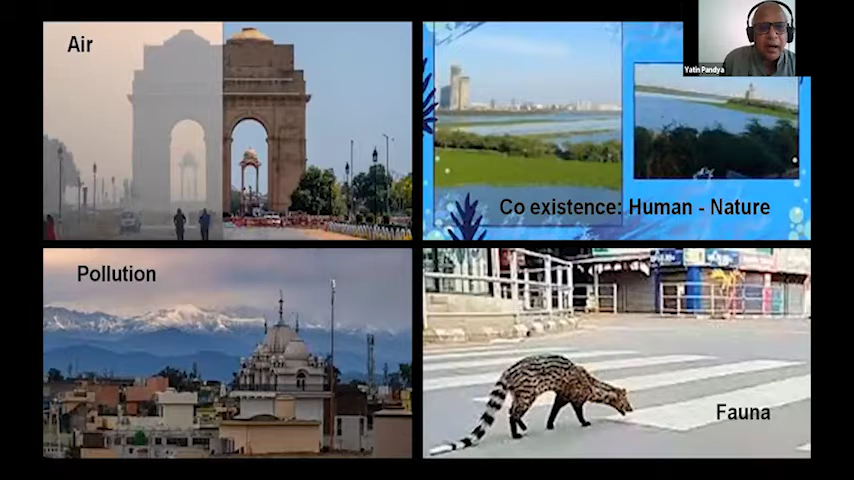 Air
Yatin Pandya
Co existence: Human - Nature
Pollution
Fauna